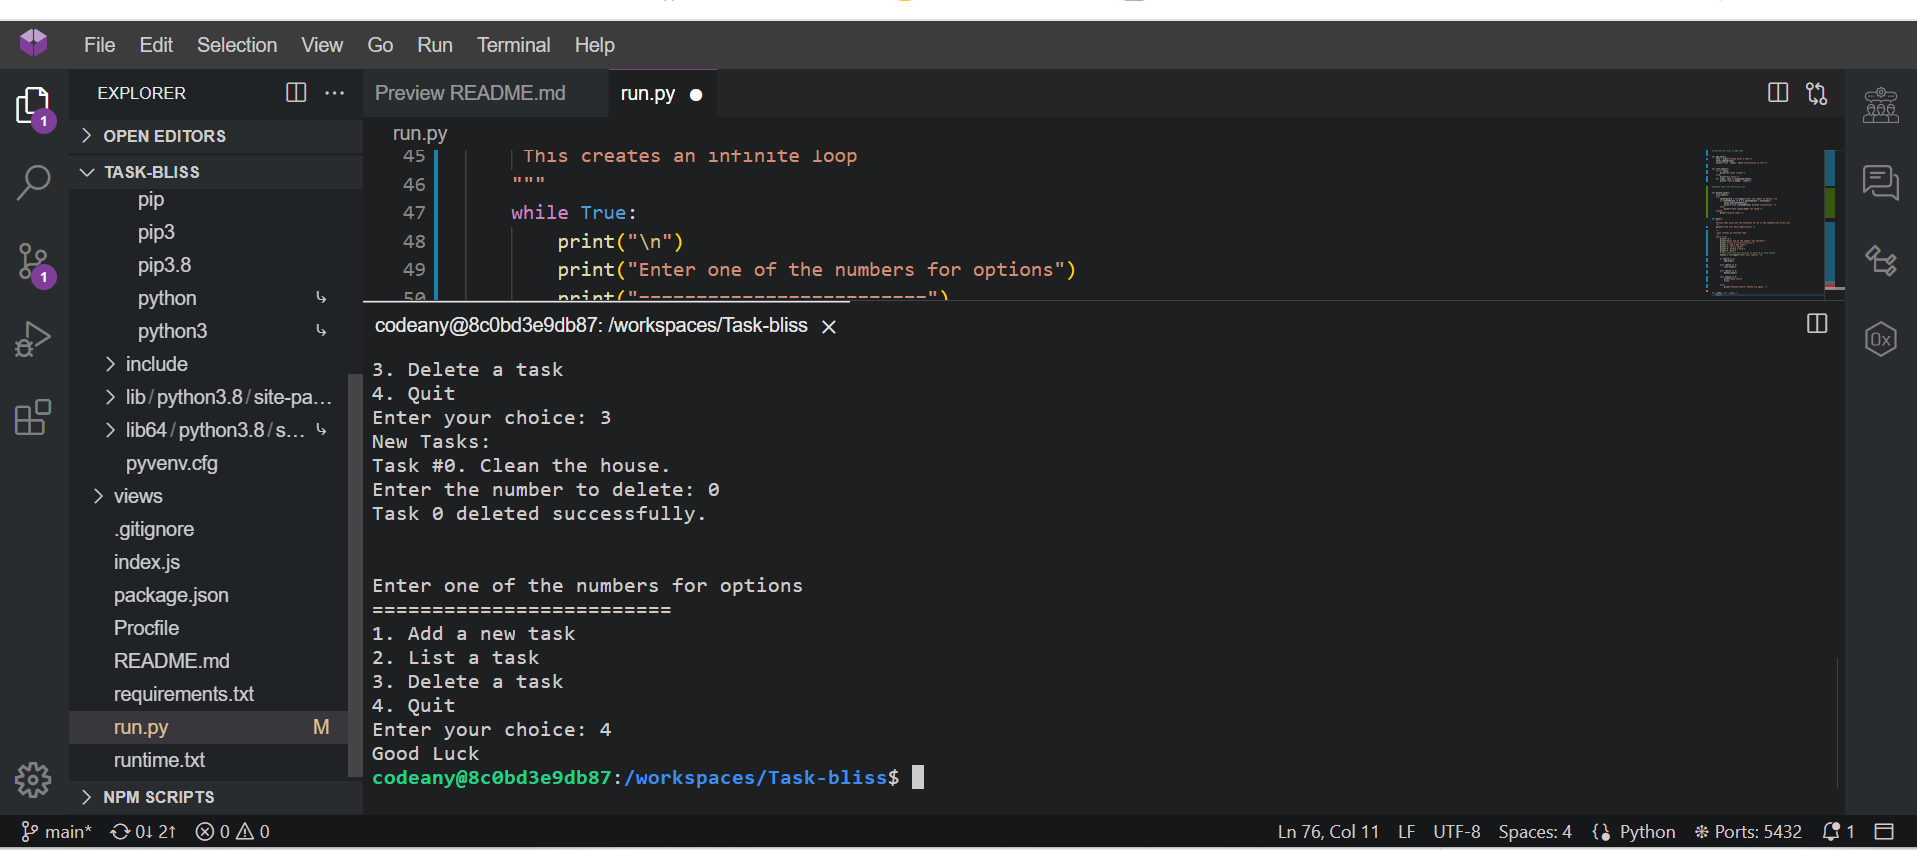 File Edit Selection View Go Run Terminal Help
EXPLORER
Preview README.md
run.py
1
OPEN EDITORS
TASK-BLISS
pip
pip3
pip3.8
python
python3
include
lib/python3.8/site-pa...
lib64/python3.8/s...
pyvenv.cfg
views
.gitignore
index.js
package.json
Procfile
README.md
requirements.txt
run.py M
runtime.txt
NPM SCRIPTS
1
run.py
45 This creates an infinite loop
46 """
47 while True:
48 print("\n")
49 print("Enter one of the numbers for options")
50 print("=========================")
codeany@8c0bd3e9db87: /workspaces/Task-bliss
3. Delete a task
4. Quit
Enter your choice: 3
New Tasks:
Task #0. Clean the house.
Enter the number to delete: 0
Task 0 deleted successfully.
Enter one of the numbers for options
=========================
1. Add a new task
2. List a task
3. Delete a task
4. Quit
Enter your choice: 4
Good Luck
codeany@8c0bd3e9db87:/workspaces/Task-bliss$
0x
main* 0↓ 2↑ 0 0
Ln 76, Col 11 LF UTF-8 Spaces: 4 Python Ports: 5432 1